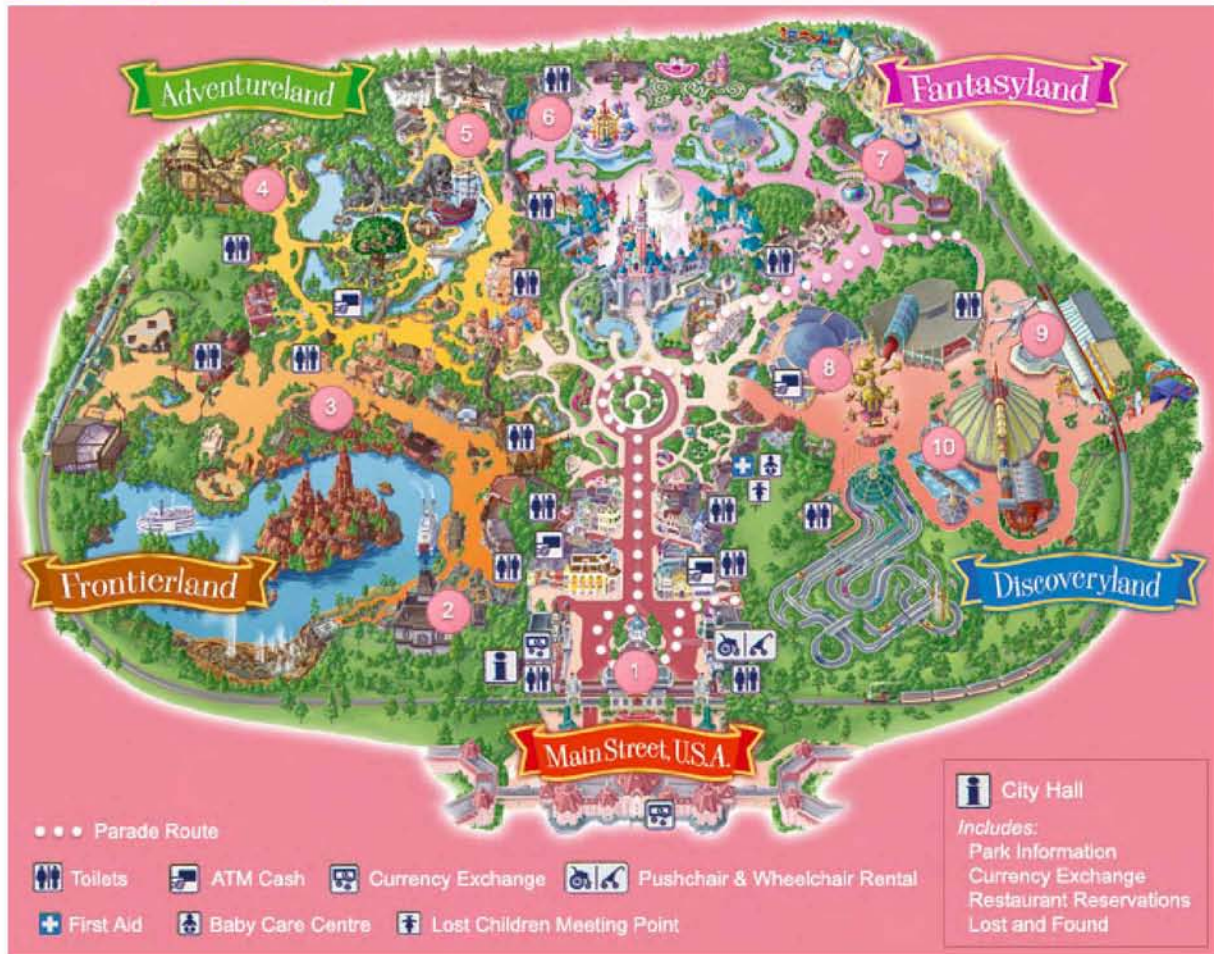 Adventureland
Fantasyland
6
5
7
4
9
8
3
10
Frontierland
Discoveryland
2
1
Main Street, U.S.A.
City Hall
Includes:
Park Information
Currency Exchange
Restaurant Reservations
Lost and Found
Parade Route
Toilets
ATM Cash
Currency Exchange
Pushchair & Wheelchair Rental
First Aid
Baby Care Centre
Lost Children Meeting Point